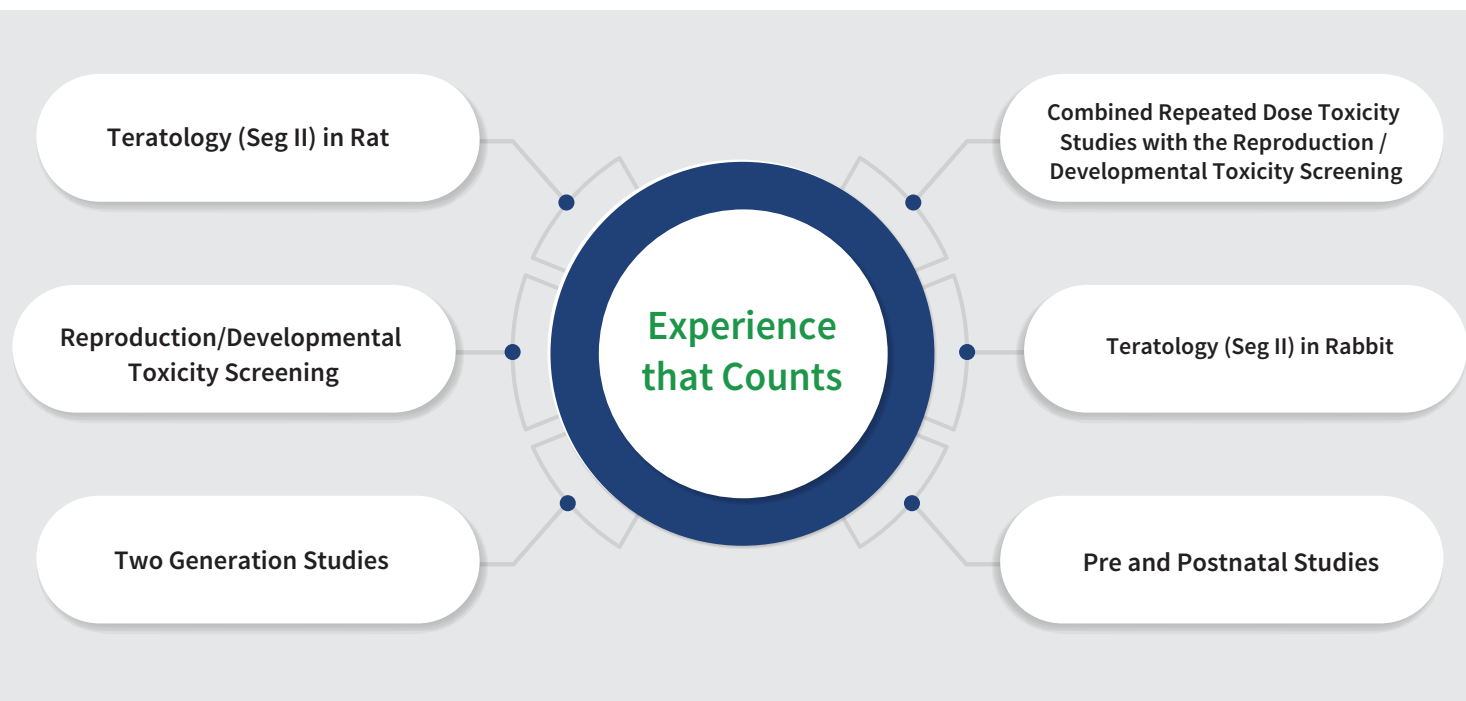 Teratology (Seg II) in Rat
Reproduction/Developmental
Toxicity Screening
Two Generation Studies
Experience
that Counts
Combined Repeated Dose Toxicity
Studies with the Reproduction /
Developmental Toxicity Screening
Teratology (Seg II) in Rabbit
Pre and Postnatal Studies